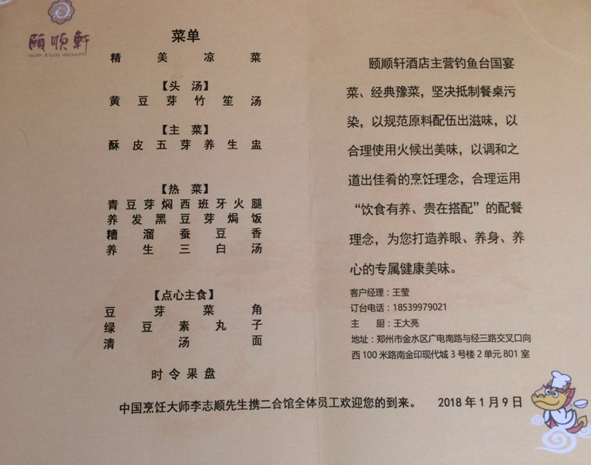 頤順軒
菜单
精美凉菜
【头汤】
黄豆芽竹笙汤
【主菜】
酥皮五芽养生盅
【热菜】
青豆芽焖西班牙火腿
养发黑豆芽焗饭
糟溜蚕豆香
养生三白汤
【点心主食】
豆芽菜角
绿豆素丸子
清汤面
时令果盘
颐顺轩酒店主营钓鱼台国宴
菜、经典豫菜，坚决抵制餐桌污
染，以规范原料配伍出滋味，以
合理使用火候出美味，以调和之
道出佳肴的烹饪理念，合理运用
“饮食有养、贵在搭配”的配餐
理念，为您打造养眼、养身、养
心的专属健康美味。
客户经理：王莹
订台电话：18539979021
主　厨：王大亮
地址：郑州市金水区广电南路与经三路交叉口向
西100米路南金印现代城3号楼2单元801室
中国烹饪大师李志顺先生携二合馆全体员工欢迎您的到来。 2018年1月9日